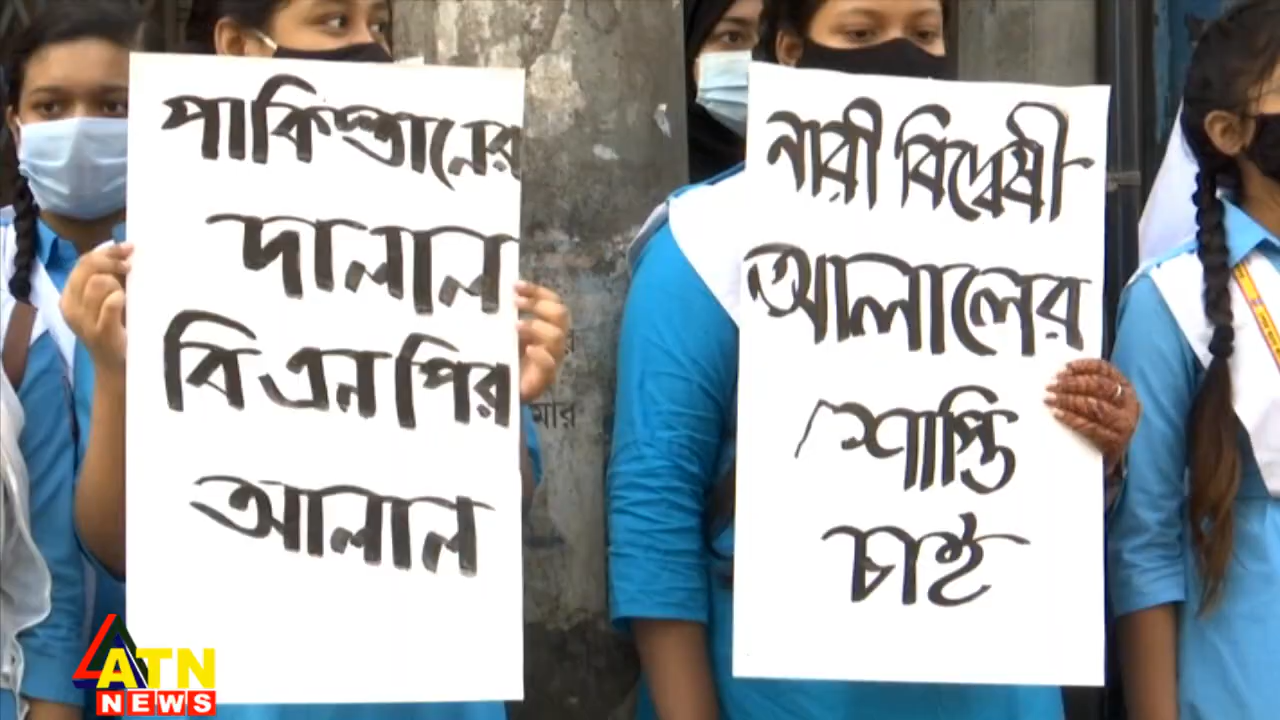 পাকিস্তানের
দালাল
বিএনপির
আলাল
নারী বিদ্বেষী
আলালের
শাস্তি
চাই
মার
ATN
NEWS